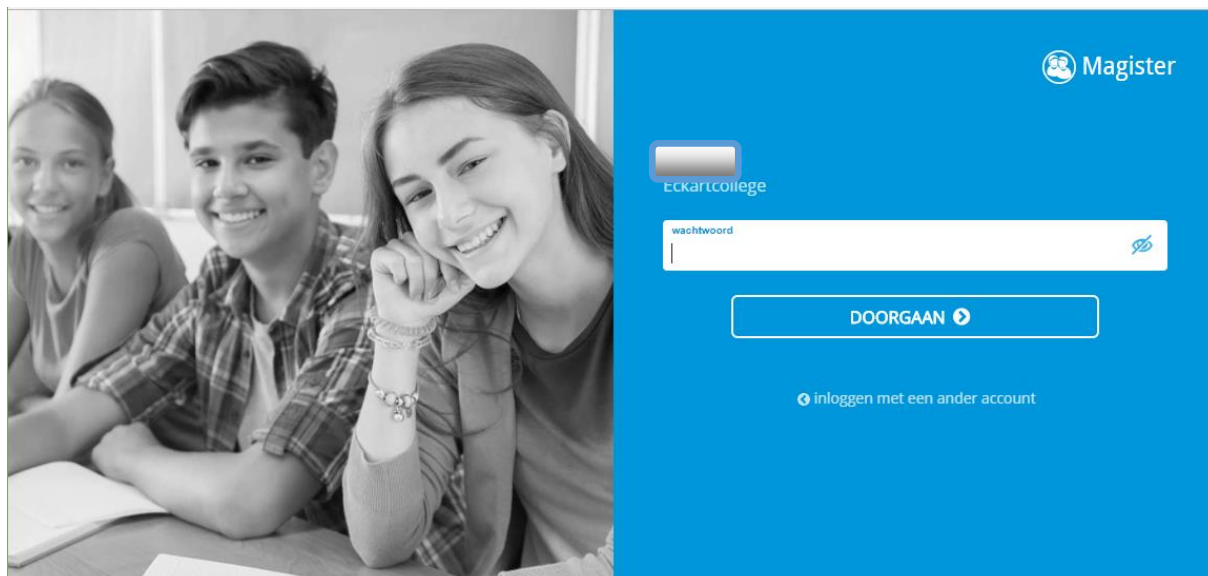 Magister
Eckartcollege
wachtwoord
DOORGAAN
inloggen met een ander account